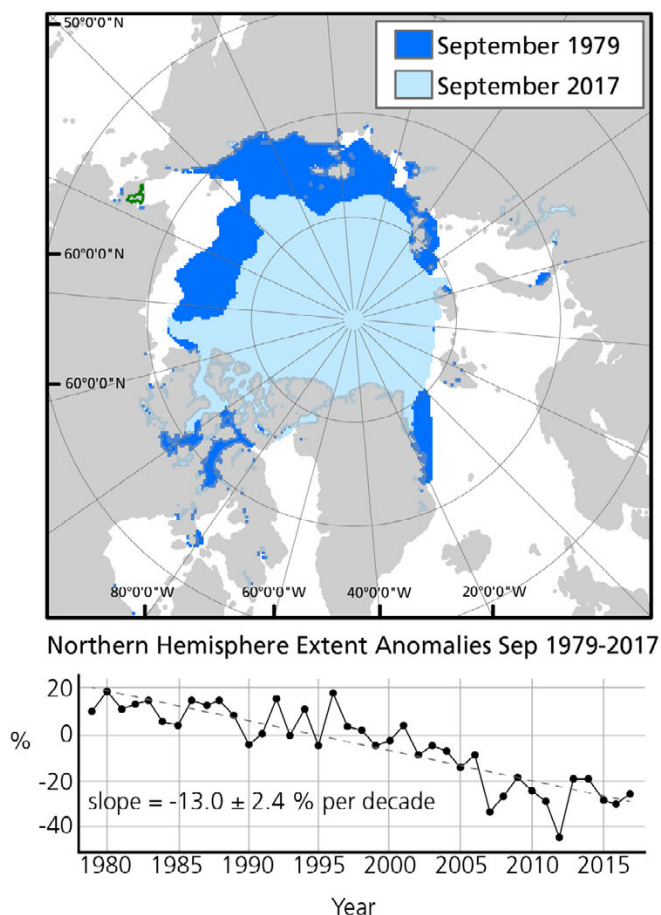 50°0'0"N
September 1979
September 2017
60°0'0"N
60°0'0"N
80°0'0"W
60°0'0"W
40°0'0"W
20°0'0"W
Northern Hemisphere Extent Anomalies Sep 1979-2017
20
0
%
-20
slope = -13.0 ± 2.4 % per decade
-40
1980 1985 1990 1995 2000 2005 2010 2015
Year